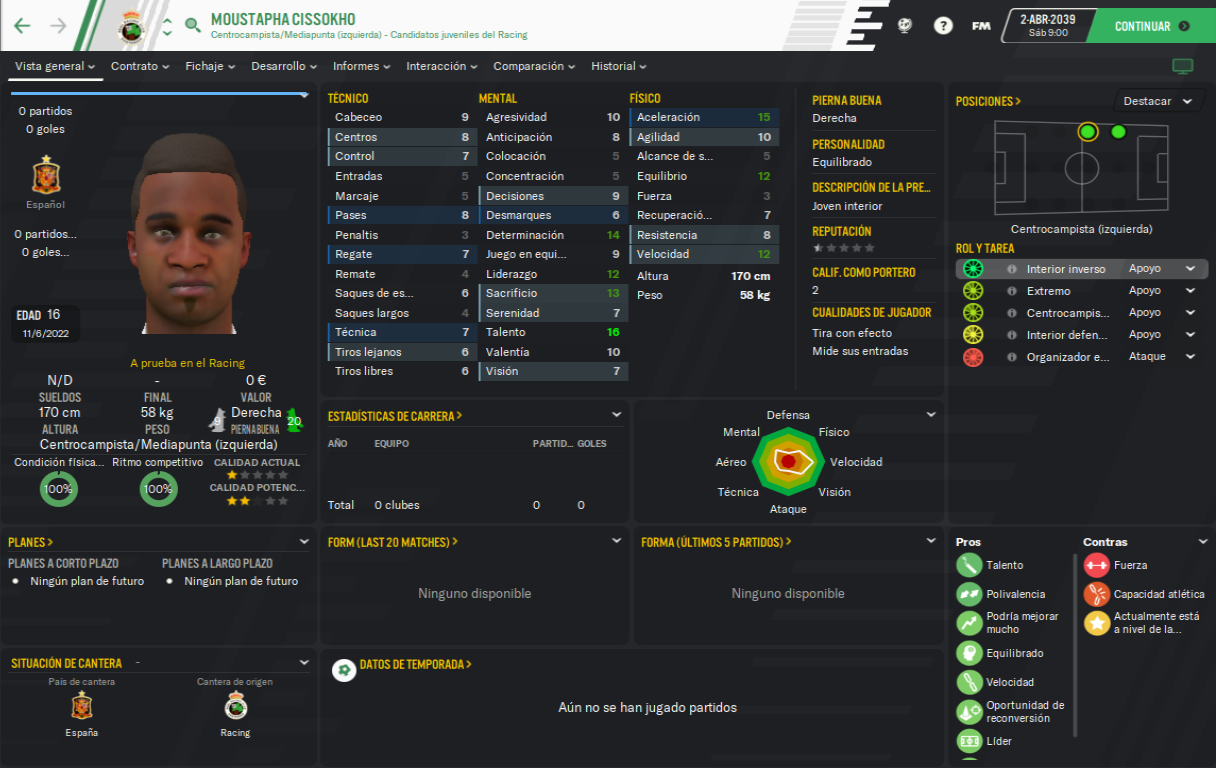 MOUSTAPHA CISSOKHO
Centrocampista/Mediapunta (izquierda) - Candidatos juveniles del Racing
?
FM
2-ABR-2039
Sáb 9:00
CONTINUAR
Vista general
Contrato
Fichaje
Desarrollo
Informes
Interacción
Comparación
Historial
0 partidos
0 goles
Español
0 partidos...
0 goles...
EDAD 16
11/6/2022
A prueba en el Racing
N/D
SUELDOS
-
FINAL
0 €
VALOR
170 cm
ALTURA
58 kg
PESO
9
Derecha
PIERNA BUENA
20
Centrocampista/Mediapunta (izquierda)
Condición física...
100%
Ritmo competitivo
100%
CALIDAD ACTUAL
CALIDAD POTENC...
TÉCNICO
Cabeceo 9
Centros 8
Control 7
Entradas 5
Marcaje 5
Pases 8
Penaltis 3
Regate 7
Remate 4
Saques de es... 6
Saques largos 4
Técnica 7
Tiros lejanos 6
Tiros libres 6
MENTAL
Agresividad 10
Anticipación 8
Colocación 5
Concentración 5
Decisiones 9
Desmarques 6
Determinación 14
Juego en equi... 9
Liderazgo 12
Sacrificio 13
Serenidad 7
Talento 16
Valentía 10
Visión 7
FÍSICO
Aceleración 15
Agilidad 10
Alcance de s... 5
Equilibrio 12
Fuerza 3
Recuperació... 7
Resistencia 8
Velocidad 12
Altura 170 cm
Peso 58 kg
PIERNA BUENA
Derecha
PERSONALIDAD
Equilibrado
DESCRIPCIÓN DE LA PRE...
Joven interior
REPUTACIÓN
CALIF. COMO PORTERO
2
CUALIDADES DE JUGADOR
Tira con efecto
Mide sus entradas
POSICIONES
Destacar
Centrocampista (izquierda)
ROL Y TAREA
Interior inverso Apoyo
Extremo Apoyo
Centrocampis... Apoyo
Interior defen... Apoyo
Organizador e... Ataque
ESTADÍSTICAS DE CARRERA
AÑO EQUIPO PARTID... GOLES
Total 0 clubes 0 0
Defensa
Físico
Velocidad
Visión
Ataque
Técnica
Aéreo
Mental
PLANES
PLANES A CORTO PLAZO
Ningún plan de futuro
PLANES A LARGO PLAZO
Ningún plan de futuro
FORM (LAST 20 MATCHES)
Ninguno disponible
FORMA (ÚLTIMOS 5 PARTIDOS)
Ninguno disponible
Pros
Talento
Polivalencia
Podría mejorar
mucho
Equilibrado
Velocidad
Oportunidad de
reconversión
Líder
Contras
Fuerza
Capacidad atlética
Actualmente está
a nivel de la...
SITUACIÓN DE CANTERA -
País de cantera
España
Cantera de origen
Racing
DATOS DE TEMPORADA
Aún no se han jugado partidos